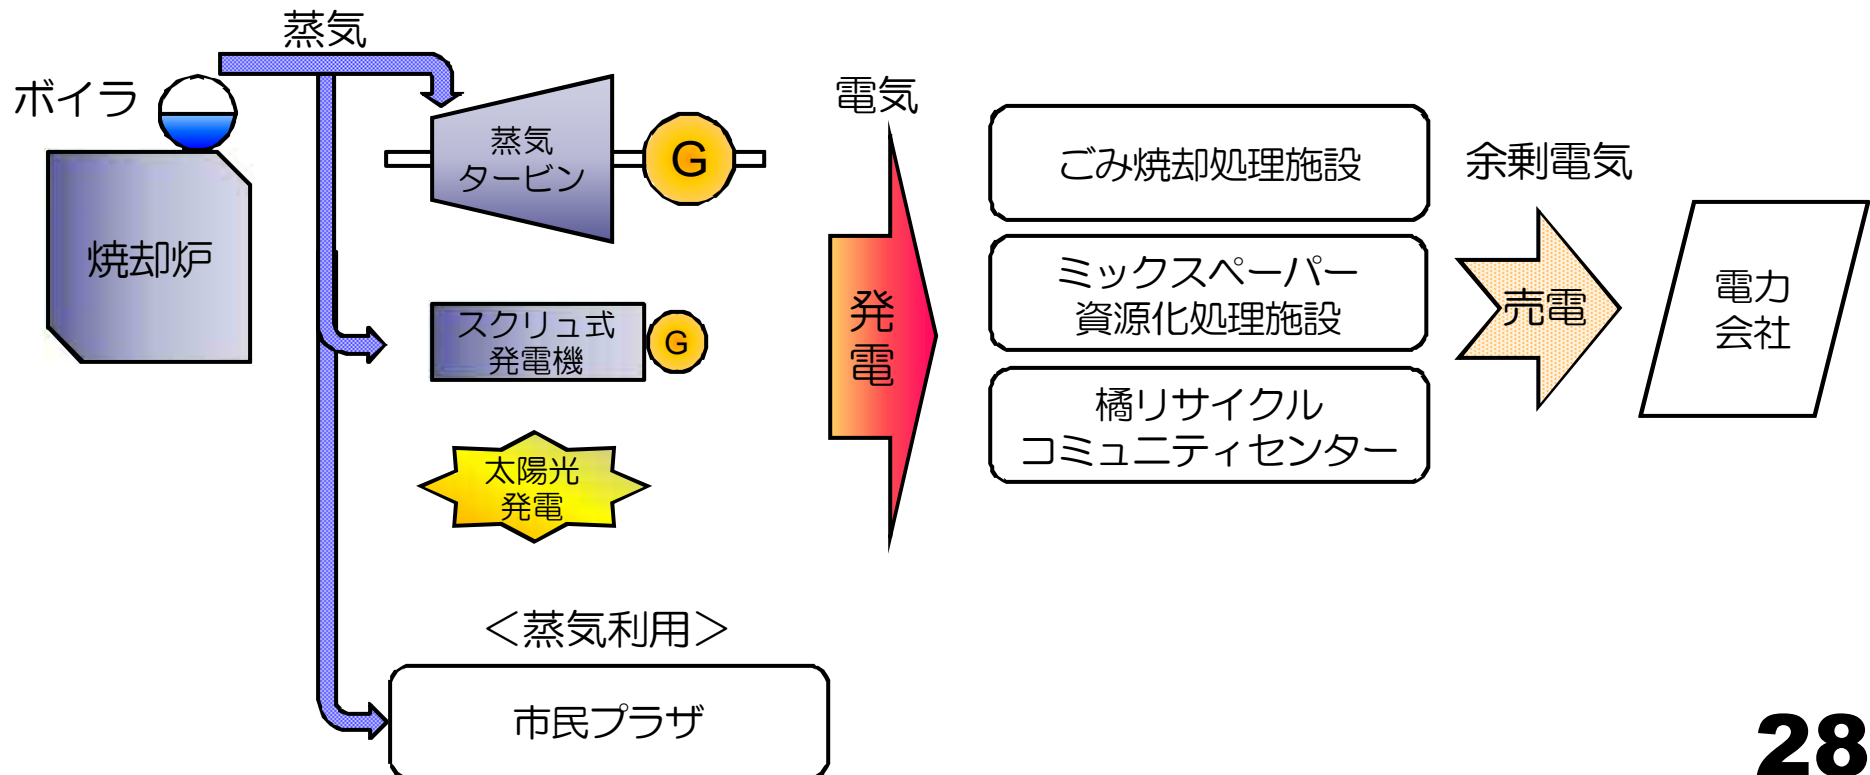 蒸気
ボイラ
焼却炉
蒸気
タービン
G
スクリュ式
発電機
G
太陽光
発電
＜蒸気利用＞
市民プラザ
電気
発
電
ごみ焼却処理施設
ミックスペーパー
資源化処理施設
橘リサイクル
コミュニティセンター
余剰電気
売電
電力
会社
28